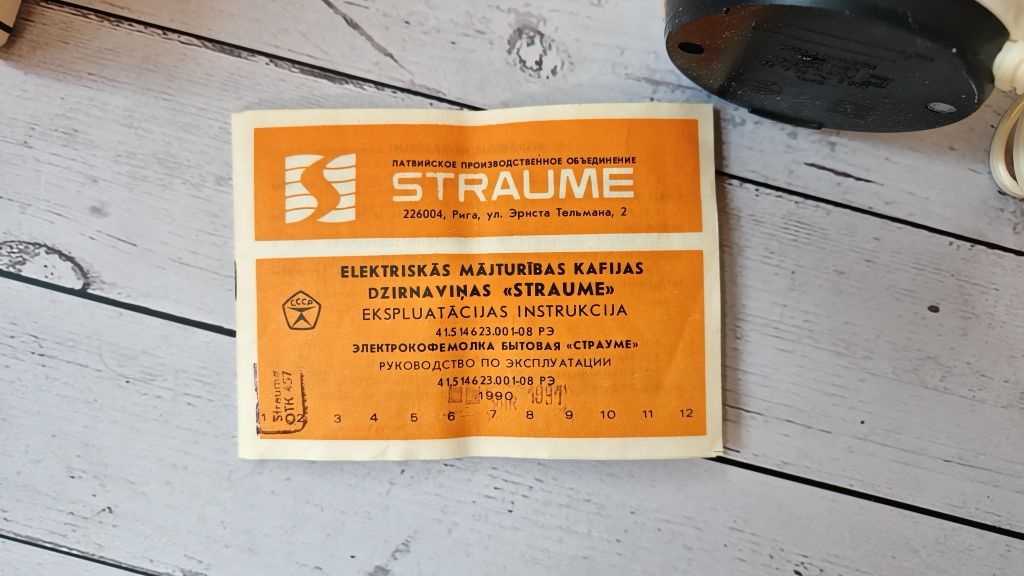 ЛАТВИЙСКОЕ ПРОИЗВОДСТВЕННОЕ ОБЪЕДИНЕНИЕ
STRAUME
226004, Рига, ул. Эрнста Тельмана, 2
ELEKTRISKĀS MĀJTURĪBAS KAFIJAS
DZIRNAVIŅAS «STRAUME»
EKSPLUATĀCIJAS INSTRUKCIJA
41.514623.001-08 РЭ
СССР
ЭЛЕКТРОКОФЕМОЛКА БЫТОВАЯ «СТРАУМЕ»
РУКОВОДСТВО ПО ЭКСПЛУАТАЦИИ
41.514623.001-08 РЭ
1990
1991
Straume
ОТК 457
1 2 3 4 5 6 7 8 9 10 11 12